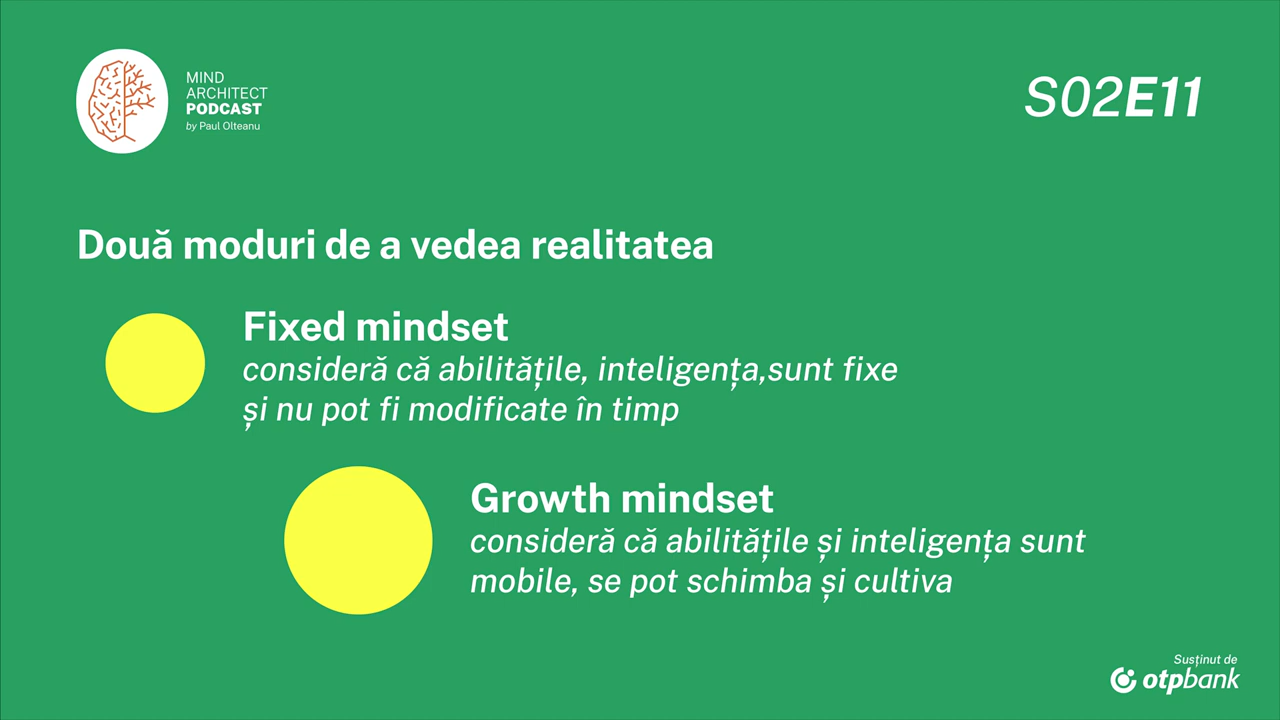 MIND
ARCHITECT
PODCAST
by Paul Olteanu
S02E11
Două moduri de a vedea realitatea
Fixed mindset
consideră că abilitățile, inteligența,sunt fixe
și nu pot fi modificate în timp
Growth mindset
consideră că abilitățile și inteligența sunt
mobile, se pot schimba și cultiva
Susținut de
otpbank